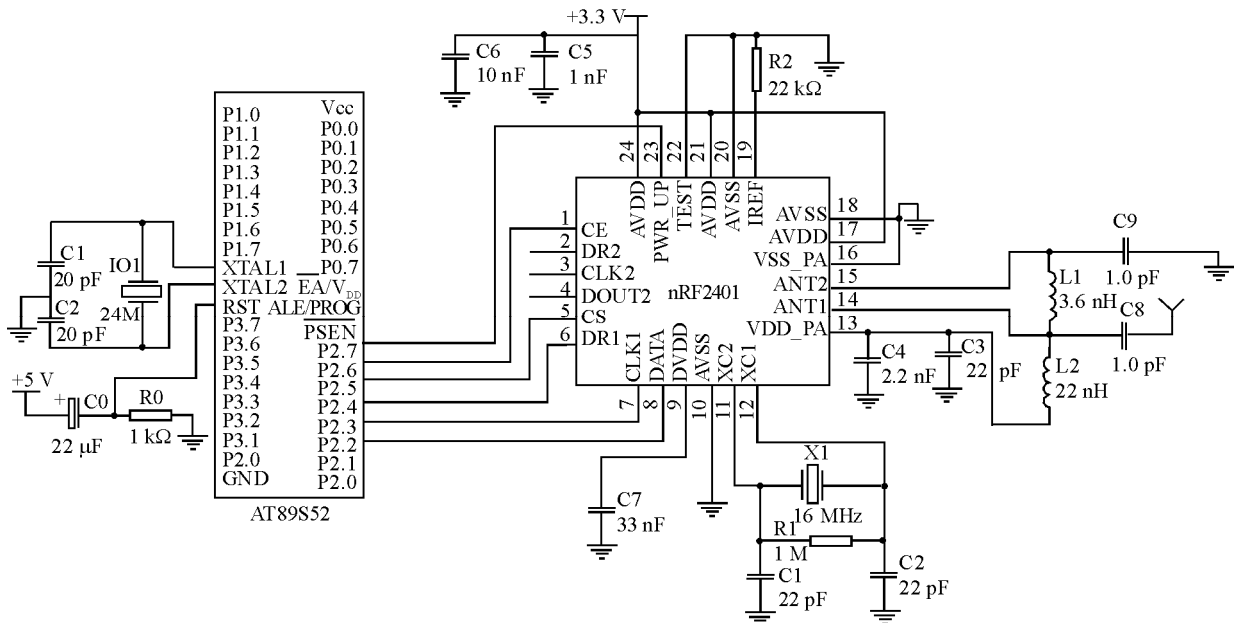 +3.3 V
C6
10 nF
C5
1 nF
R2
22 kΩ
P1.0
P1.1
P1.2
P1.3
P1.4
P1.5
P1.6
P1.7
XTAL1
XTAL2
RST
P3.7
P3.6
P3.5
P3.4
P3.3
P3.2
P3.1
P2.0
GND
Vcc
P0.0
P0.1
P0.2
P0.3
P0.4
P0.5
P0.6
P0.7
EA/VDD
ALE/PROG
PSEN
P2.7
P2.6
P2.5
P2.4
P2.3
P2.2
P2.1
P2.0
AT89S52
C1
20 pF
C2
20 pF
IO1
24M
+5 V
+
C0
22 μF
R0
1 kΩ
24
23
22
21
20
19
AVDD
PWR_UP
TEST
AVDD
AVSS
IREF
1
CE
2
DR2
3
CLK2
4
DOUT2
5
CS
6
DR1
nRF2401
AVSS
18
AVDD
17
VSS_PA
16
ANT2
15
ANT1
14
VDD_PA
13
CLK1
DATA
DVDD
AVSS
XC2
XC1
7
8
9
10
11
12
C9
1.0 pF
L1
3.6 nH
C8
1.0 pF
C4
2.2 nF
C3
22 pF
L2
22 nH
C7
33 nF
X1
16 MHz
R1
1 M
C1
22 pF
C2
22 pF